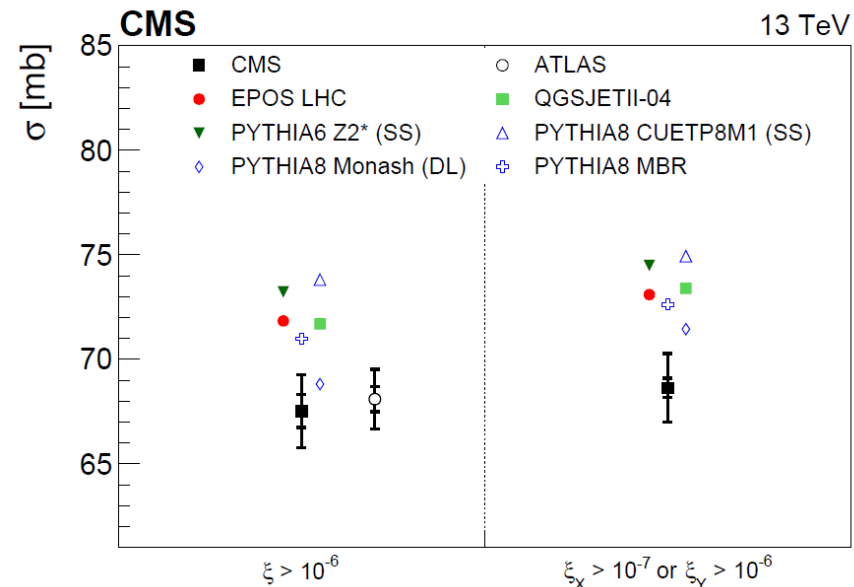 CMS 13 TeV
σ [mb]
85
80
75
70
65
CMS
ATLAS
EPOS LHC
QGSJETII-04
PYTHIA6 Z2* (SS)
PYTHIA8 CUETP8M1 (SS)
PYTHIA8 Monash (DL)
PYTHIA8 MBR
ξ > 10⁻⁶
ξ_X > 10⁻⁷ or ξ_Y > 10⁻⁶